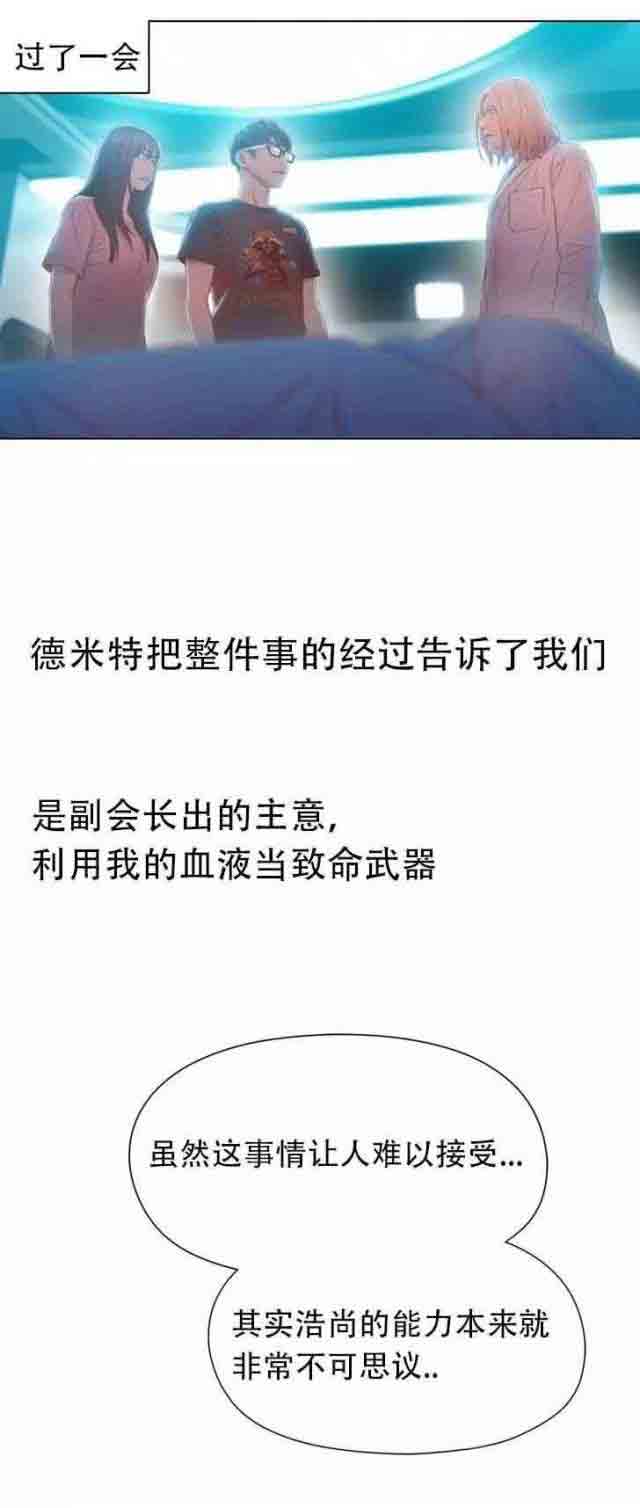 过了一会
德米特把整件事的经过告诉了我们
是副会长出的主意,
利用我的血液当致命武器
虽然这事情让人难以接受...
其实浩尚的能力本来就
非常不可思议..